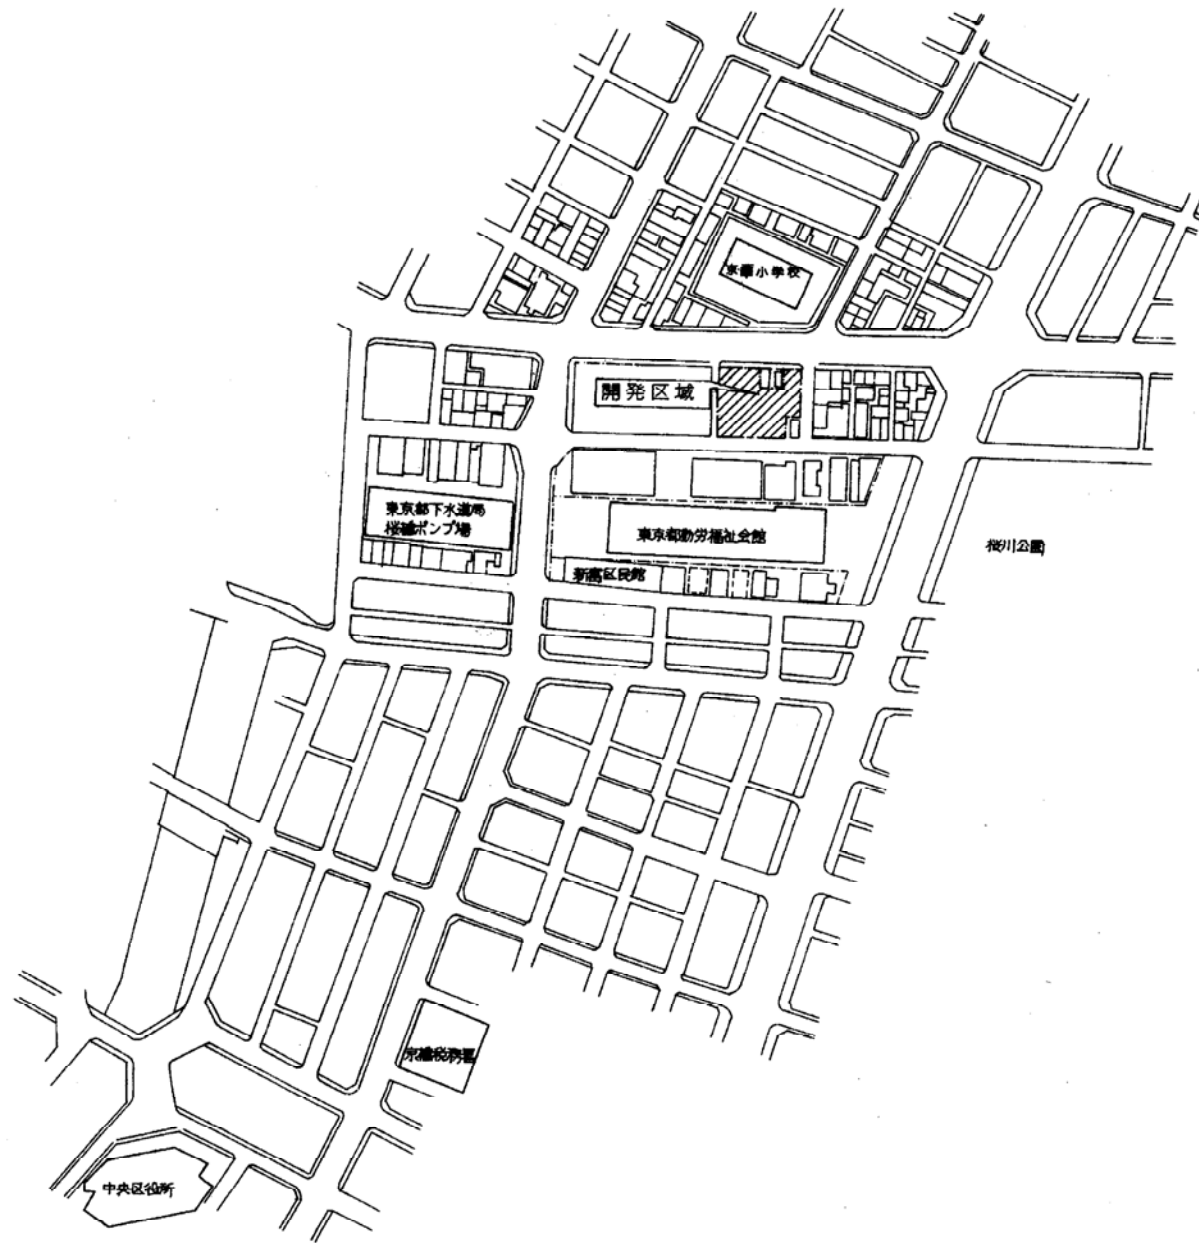 京華小学校
開発区域
東京都下水道局
桜橋ポンプ場
東京都勤労福祉会館
桜川公園
新富区民館
京橋税務署
中央区役所